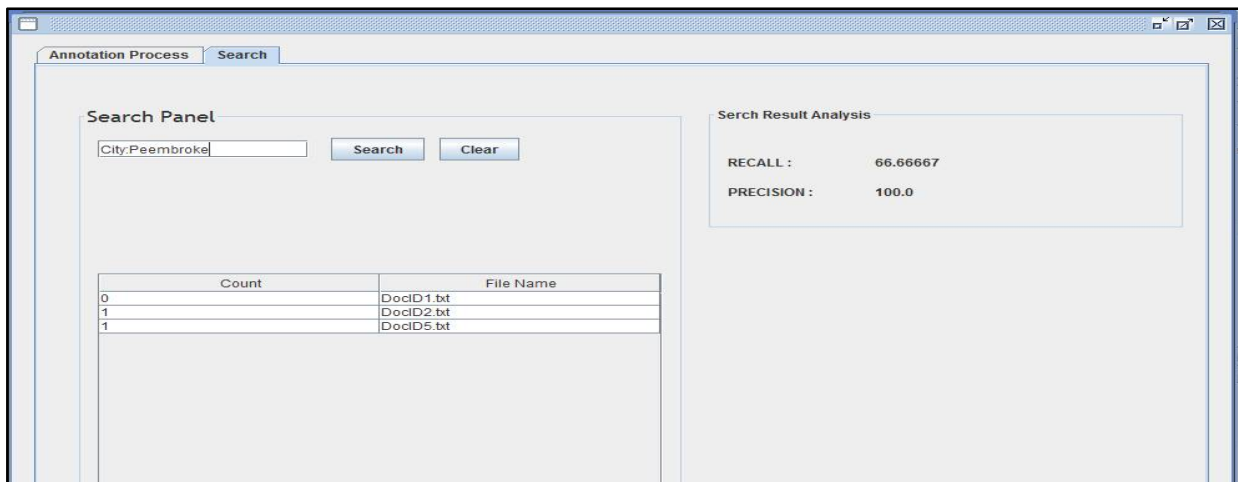 Annotation Process Search
Search Panel
City:Peembroke Search Clear
Count File Name
0 DocID1.txt
1 DocID2.txt
1 DocID5.txt
Serch Result Analysis
RECALL : 66.66667
PRECISION : 100.0